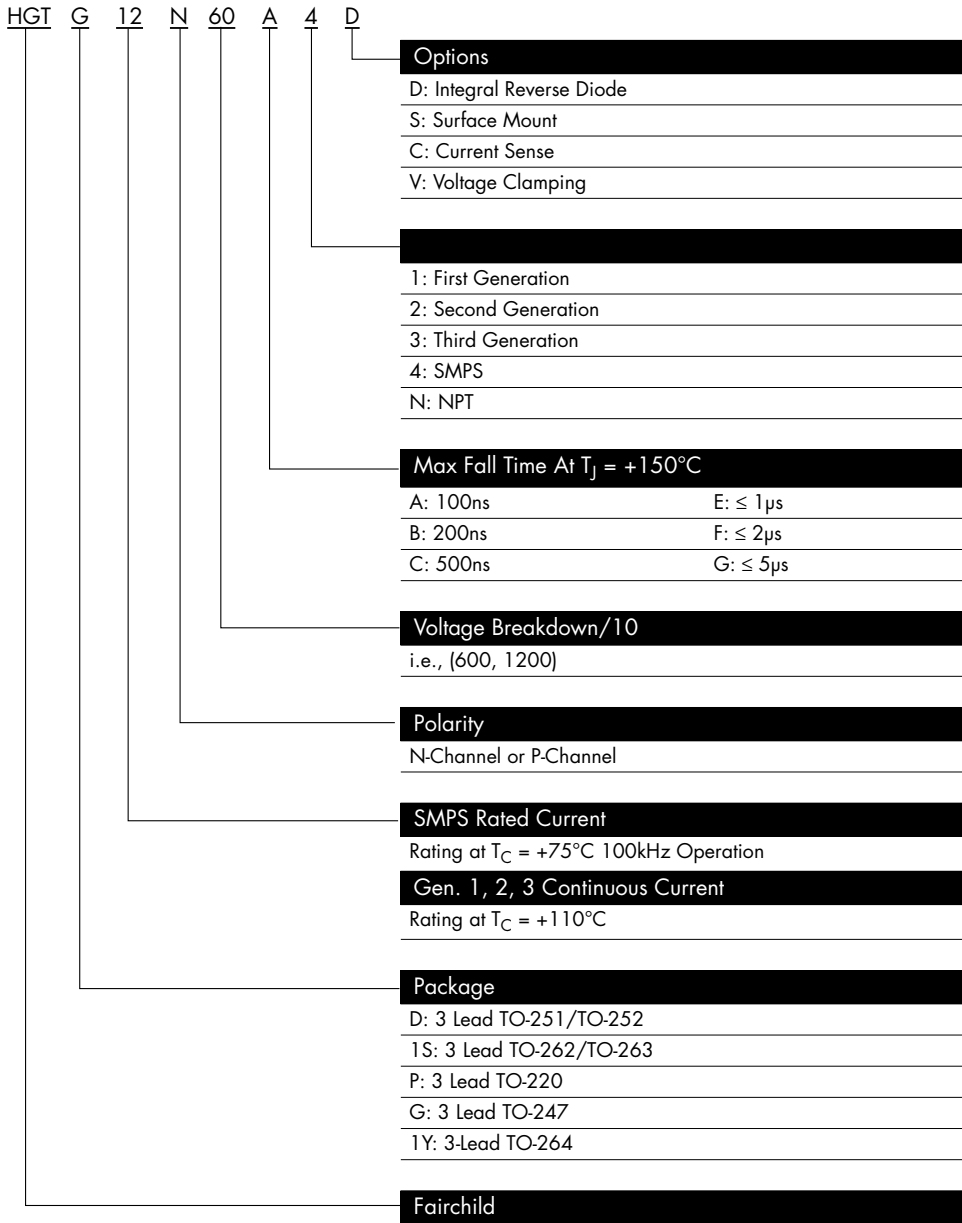 HGT G 12 N 60 A 4 D
Options
D: Integral Reverse Diode
S: Surface Mount
C: Current Sense
V: Voltage Clamping
1: First Generation
2: Second Generation
3: Third Generation
4: SMPS
N: NPT
Max Fall Time At TJ = +150°C
A: 100ns E: ≤ 1µs
B: 200ns F: ≤ 2µs
C: 500ns G: ≤ 5µs
Voltage Breakdown/10
i.e., (600, 1200)
Polarity
N-Channel or P-Channel
SMPS Rated Current
Rating at TC = +75°C 100kHz Operation
Gen. 1, 2, 3 Continuous Current
Rating at TC = +110°C
Package
D: 3 Lead TO-251/TO-252
1S: 3 Lead TO-262/TO-263
P: 3 Lead TO-220
G: 3 Lead TO-247
1Y: 3-Lead TO-264
Fairchild